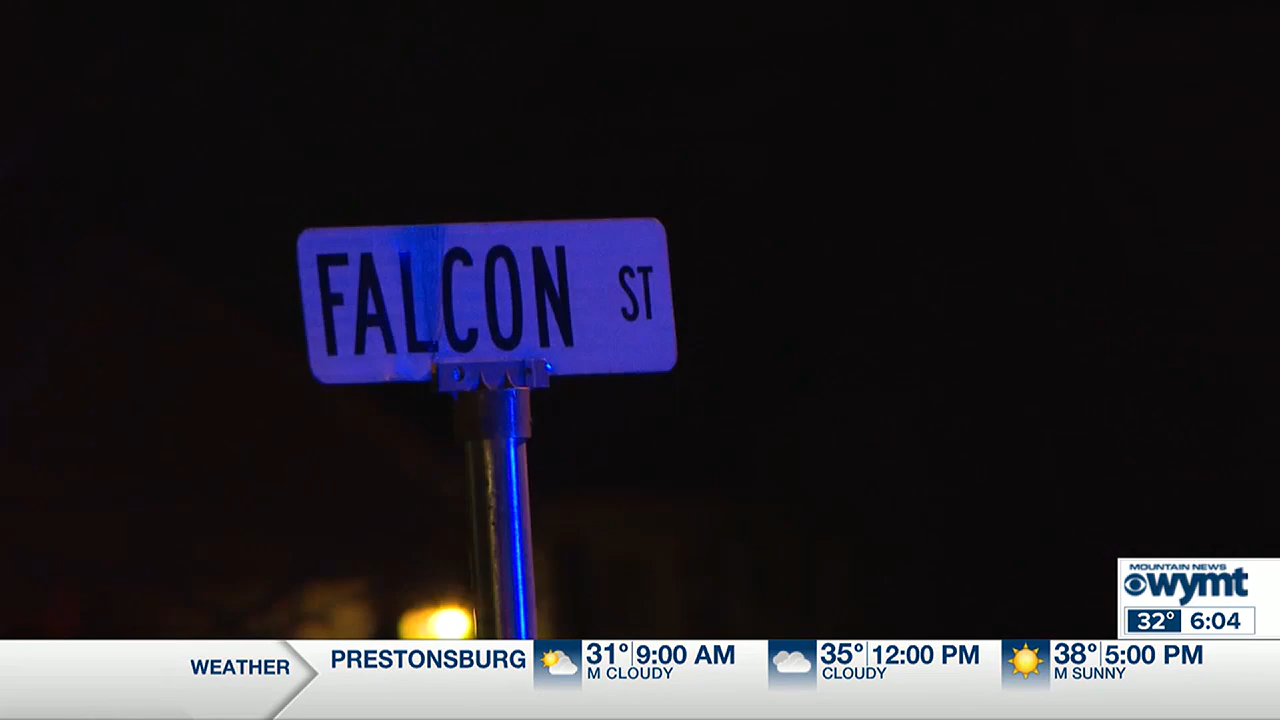 FALCON ST
MOUNTAIN NEWS
wymt
32° 6:04
WEATHER
PRESTONSBURG
31° 9:00 AM
M CLOUDY
35° 12:00 PM
CLOUDY
38° 5:00 PM
M SUNNY